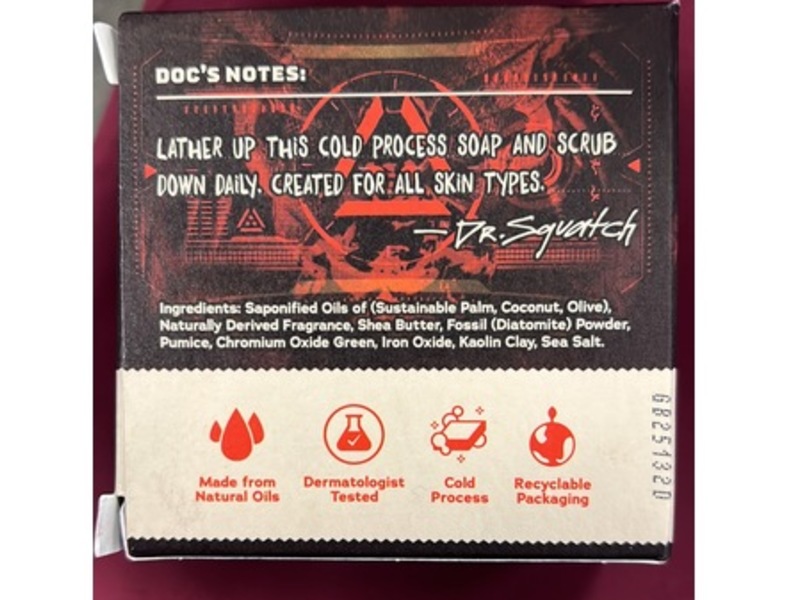 DOC'S NOTES:
LATHER UP THIS COLD PROCESS SOAP AND SCRUB
DOWN DAILY. CREATED FOR ALL SKIN TYPES.
— DR. Squatch
Ingredients: Saponified Oils of (Sustainable Palm, Coconut, Olive),
Naturally Derived Fragrance, Shea Butter, Fossil (Diatomite) Powder,
Pumice, Chromium Oxide Green, Iron Oxide, Kaolin Clay, Sea Salt.
Made from
Natural Oils
Dermatologist
Tested
Cold
Process
Recyclable
Packaging